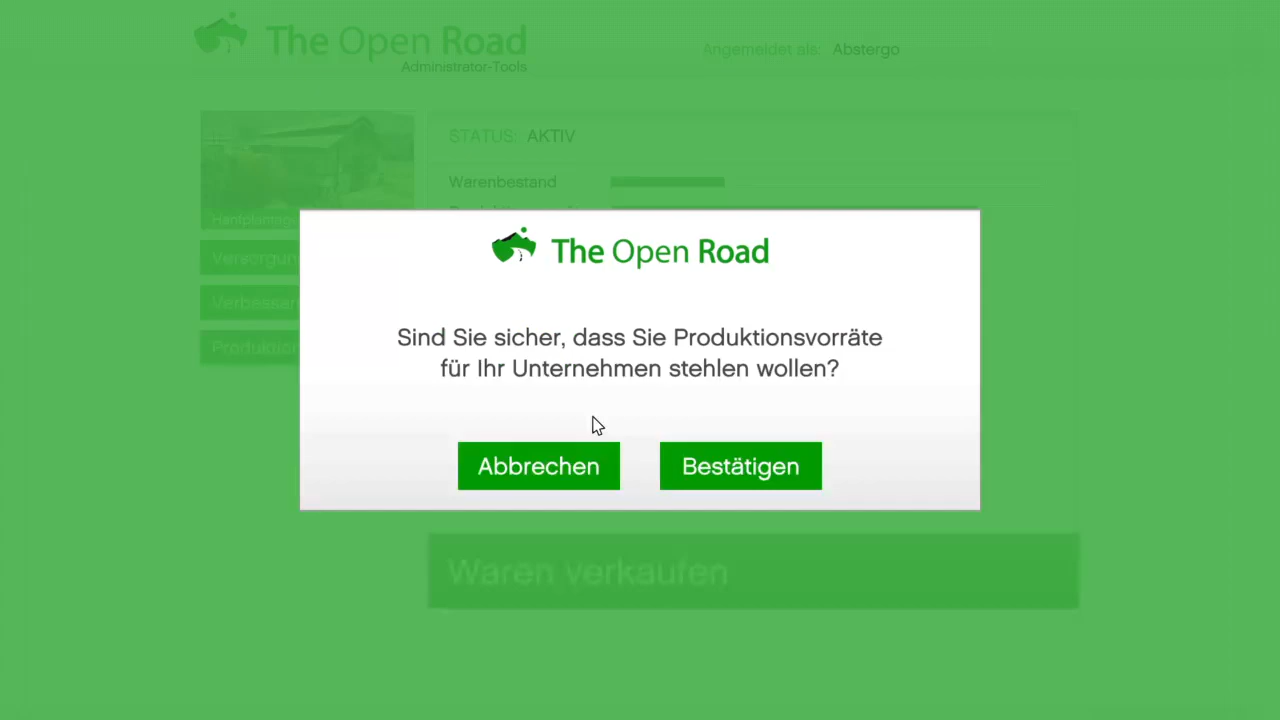 The Open Road
Administrator-Tools
Angemeldet als: Abstergo
STATUS: AKTIV
Warenbestand
Hanfplantage
The Open Road
Sind Sie sicher, dass Sie Produktionsvorräte
für Ihr Unternehmen stehlen wollen?
Abbrechen
Bestätigen
Waren verkaufen